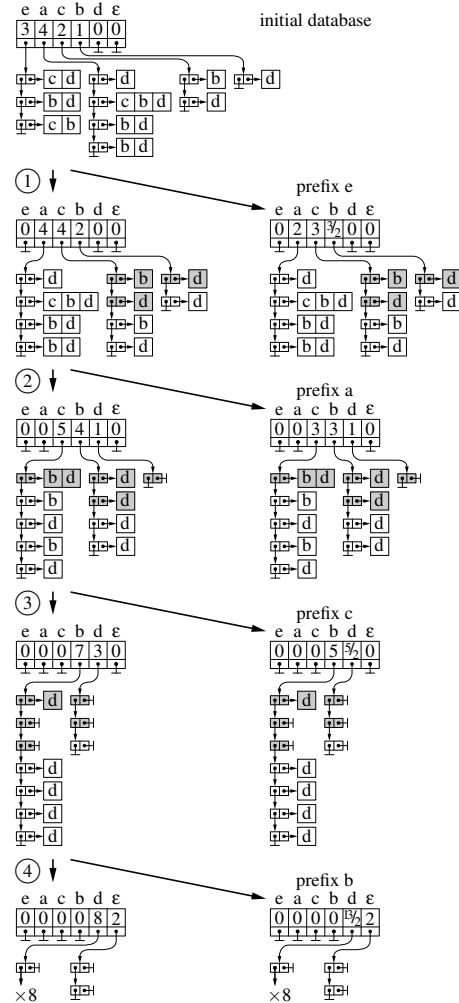 e a c b d ε
initial database
3 4 2 1 0 0
c d d b d
b d c b d d
c b b d
b d
1
prefix e
e a c b d ε e a c b d ε
0 4 4 2 0 0 0 2 3 3/2 0 0
d b d d b d
c b d d d c b d d d
b d b b d b
b d d b d d
2
prefix a
e a c b d ε e a c b d ε
0 0 5 4 1 0 0 0 3 3 1 0
b d d b d d
b d b d
d d d d
b d b d
d d
3
prefix c
e a c b d ε e a c b d ε
0 0 0 7 3 0 0 0 0 5 5/2 0
d d
d d
d d
d d
d d
4
prefix b
e a c b d ε e a c b d ε
0 0 0 0 8 2 0 0 0 0 13/2 2
×8 ×8